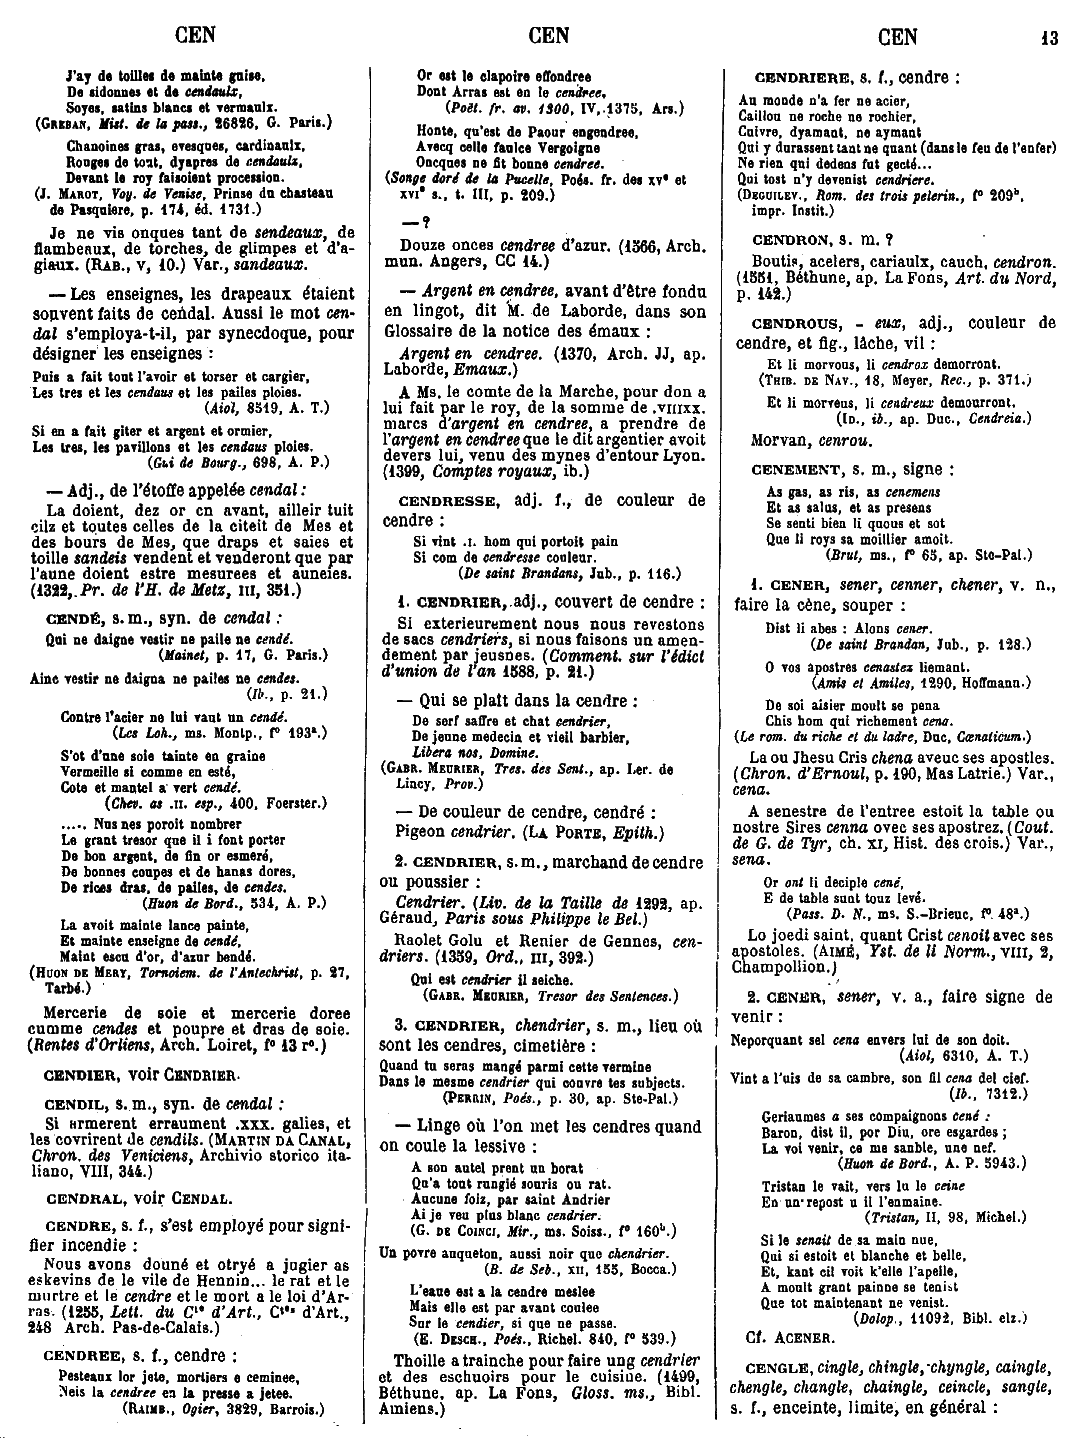 CEN
CEN
CEN
13
J'ay de toilles de mainte guise,
De sidonnes et de cendaulx,
Soyes, satins blancs et vermaulx.
(GREBAN, Mist. de la pass., 26826, G. Paris.)
Chanoines gras, evesques, cardinaulx,
Rouges de tout, dyapres de cendaulx,
Devant le roy faisoient procession.
(J. MAROT, Voy. de Venise, Prinse du chasteau
de Pasquiere, p. 174, éd. 1731.)
Je ne vis onques tant de sendeaux, de
flambeaux, de torches, de glimpes et d'a-
giaux. (RAB., V, 10.) Var., sandeaux.
— Les enseignes, les drapeaux étaient
souvent faits de cendal. Aussi le mot cen-
dal s'employa-t-il, par synecdoque, pour
désigner les enseignes :
Puis a fait tout l'avoir et torser et cargier,
Les tres et les cendaus et les pailes ploies.
(Aiol, 8519, A. T.)
Si en a fait giter et argent et ormier,
Les tres, les pavillons et les cendaus ploies.
(Gui de Bourg., 698, A. P.)
— Adj., de l'étoffe appelée cendal :
La doient, dez or en avant, ailleir tuit
cilz et toutes celles de la citeit de Mes et
des bours de Mes, que draps et saies et
toille sandeis vendent et venderont que par
l'aune doient estre mesurees et auneies.
(1322, Pr. de l'H. de Metz, III, 351.)
CENDÉ, s. m., syn. de cendal :
Qui ne daigne vestir ne paile ne cendé.
(Mainet, p. 17, G. Paris.)
Ainc vestir ne daigna ne pailes ne cendes.
(Ib., p. 21.)
Contre l'acier ne lui vaut un cendé.
(Les Loh., ms. Montp., f° 193ª.)
S'ot d'une soie tainte en graine
Vermeille si comme en esté,
Cote et mantel a vert cendé.
(Chev. as .II. esp., 400, Foerster.)
..... Nus nes poroit nombrer
Le grant tresor que il i font porter
De bon argent, de fin or esmeré,
De bonnes coupes et de hanas dores,
De rices dras, de pailes, de cendes.
(Huon de Bord., 534, A. P.)
La avoit mainte lance painte,
Et mainte enseigne de cendé,
Maint escu d'or, d'azur bendé.
(HUON DE MERY, Tornoiem. de l'Antechrist, p. 27,
Tarbé.)
Mercerie de soie et mercerie doree
cumme cendes et poupre et dras de soie.
(Rentes d'Orliens, Arch. Loiret, f° 13 r°.)
CENDIER, voir CENDRIER.
CENDIL, s. m., syn. de cendal :
Si armerent erraument .xxx. galies, et
les covrirent de cendils. (MARTIN DA CANAL,
Chron. des Veniciens, Archivio storico ita-
liano, VIII, 344.)
CENDRAL, voir CENDAL.
CENDRE, s. f., s'est employé pour signi-
fier incendie :
Nous avons douné et otryé a jugier as
eskevins de le vile de Hennin... le rat et le
murtre et le cendre et le mort a le loi d'Ar-
ras. (1255, Lett. du Cte d'Art., Ctes d'Art.,
248 Arch. Pas-de-Calais.)
CENDREE, s. f., cendre :
Pesteaux lor jete, mortiers e ceminee,
Neis la cendree en la presse a jetee.
(RAIMB., Ogier, 3829, Barrois.)
Or est le clapoire effondree
Dont Arras est en le cendree.
(Poët. fr. av. 1300, IV, 1375, Ars.)
Honte, qu'est de Paour engendree,
Avecq celle faulce Vergoigne
Oncques ne fit bonne cendree.
(Songe doré de la Pucelle, Poés. fr. des XVe et
XVIe s., t. III, p. 209.)
— ?
Douze onces cendree d'azur. (1566, Arch.
mun. Angers, CC 14.)
— Argent en cendree, avant d'être fondu
en lingot, dit M. de Laborde, dans son
Glossaire de la notice des émaux :
Argent en cendree. (1370, Arch. JJ, ap.
Laborde, Emaux.)
A Ms. le comte de la Marche, pour don a
lui fait par le roy, de la somme de .VIIIXX.
marcs d'argent en cendree, a prendre de
l'argent en cendree que le dit argentier avoit
devers lui, venu des mynes d'entour Lyon.
(1399, Comptes royaux, ib.)
CENDRESSE, adj. f., de couleur de
cendre :
Si vint .I. hom qui portoit pain
Si com de cendresse couleur.
(De saint Brandans, Jub., p. 116.)
1. CENDRIER, adj., couvert de cendre :
Si exterieurement nous nous revestons
de sacs cendriers, si nous faisons un amen-
dement par jeusnes. (Comment. sur l'édict
d'union de l'an 1588, p. 21.)
— Qui se plaît dans la cendre :
De serf saffre et chat cendrier,
De jeune medecin et vieil barbier,
Libera nos, Domine.
(GABR. MEURIER, Tres. des Sent., ap. Ler. de
Lincy, Prov.)
— De couleur de cendre, cendré :
Pigeon cendrier. (LA PORTE, Epith.)
2. CENDRIER, s. m., marchand de cendre
ou poussier :
Cendrier. (Liv. de la Taille de 1292, ap.
Géraud, Paris sous Philippe le Bel.)
Raolet Golu et Renier de Gennes, cen-
driers. (1359, Ord., III, 392.)
Qui est cendrier il seiche.
(GABR. MEURIER, Tresor des Sentences.)
3. CENDRIER, chendrier, s. m., lieu où
sont les cendres, cimetière :
Quand tu seras mangé parmi cette vermine
Dans le mesme cendrier qui couvre tes subjects.
(PERRIN, Poés., p. 30, ap. Ste-Pal.)
— Linge où l'on met les cendres quand
on coule la lessive :
A son autel prent un borat
Qu'a tout rungié souris ou rat.
Aucune foiz, par saint Andrier
Ai je veu plus blanc cendrier.
(G. DE COINCI, Mir., ms. Soiss., f° 160b.)
Un povre auqueton, aussi noir que chendrier.
(B. de Seb., XII, 155, Bocca.)
L'eaue est a la cendre meslee
Mais elle est par avant coulee
Sur le cendier, si que ne passe.
(E. DESCH., Poés., Richel. 840, f° 539.)
Thoille a trainche pour faire ung cendrier
et des eschuoirs pour le cuisine. (1499,
Béthune, ap. La Fons, Gloss. ms., Bibl.
Amiens.)
CENDRIERE, s. f., cendre :
Au monde n'a fer ne acier,
Caillou ne roche ne rochier,
Cuivre, dyamant, ne aymant
Qui y durassent tant ne quant (dans le feu de l'enfer)
Ne rien qui dedens fut gecté...
Qui tost n'y devenist cendriere.
(DEGUILEV., Rom. des trois pelerin., f° 209b,
impr. Instit.)
CENDRON, s. m. ?
Boutis, acelers, cariaulx, cauch, cendron.
(1551, Béthune, ap. La Fons, Art. du Nord,
p. 142.)
CENDROUS, - eux, adj., couleur de
cendre, et fig., lâche, vil :
Et li morvous, li cendrox demorront.
(THIB. DE NAV., 18, Meyer, Rec., p. 371.)
Et li morveus, li cendreux demourront.
(ID., ib., ap. Duc., Cendreia.)
Morvan, cenrou.
CENEMENT, s. m., signe :
As gas, as ris, as cenemens
Et as salus, et as presens
Se senti bien li quous et sot
Que li roys sa moillier amoit.
(Brut, ms., f° 65, ap. Ste-Pal.)
1. CENER, sener, cenner, chener, v. n.,
faire la cène, souper :
Dist li abes : Alons cener.
(De saint Brandan, Jub., p. 128.)
O vos apostres cenastez liemant.
(Amis et Amiles, 1290, Hoffmann.)
De soi aisier moult se pena
Chis hom qui richement cena.
(Le rom. du riche et du ladre, Duc, Cœnaticum.)
La ou Jhesu Cris chena aveuc ses apostles.
(Chron. d'Ernoul, p. 190, Mas Latrie.) Var.,
cena.
A senestre de l'entree estoit la table ou
nostre Sires cenna ovec ses apostrez. (Cout.
de G. de Tyr, ch. XI, Hist. des crois.) Var.,
sena.
Or ont li deciple cené,
E de table sunt touz levé.
(Pass. D. N., ms. S.-Brieuc, f° 48ª.)
Lo joedi saint, quant Crist cenoit avec ses
apostoles. (AIMÉ, Yst. de li Norm., VIII, 2,
Champollion.)
2. CENER, sener, v. a., faire signe de
venir :
Neporquant sel cena envers lui de son doit.
(Aiol, 6310, A. T.)
Vint a l'uis de sa cambre, son fil cena del cief.
(Ib., 7312.)
Geriaumes a ses compaignons cené :
Baron, dist il, por Diu, ore esgardes ;
La voi venir, ce me sanble, une nef.
(Huon de Bord., A. P. 5943.)
Tristan le vait, vers lu le ceine
En un repost u il l'enmaine.
(Tristan, II, 98, Michel.)
Si le senait de sa main nue,
Qui si estoit et blanche et belle,
Et, kant cil voit k'elle l'apelle,
A moult grant painne se tenist
Que tot maintenant ne venist.
(Dolop., 11092, Bibl. elz.)
Cf. ACENER.
CENGLE, cingle, chingle, chyngle, caingle,
chengle, changle, chaingle, ceincle, sangle,
s. f., enceinte, limite, en général :